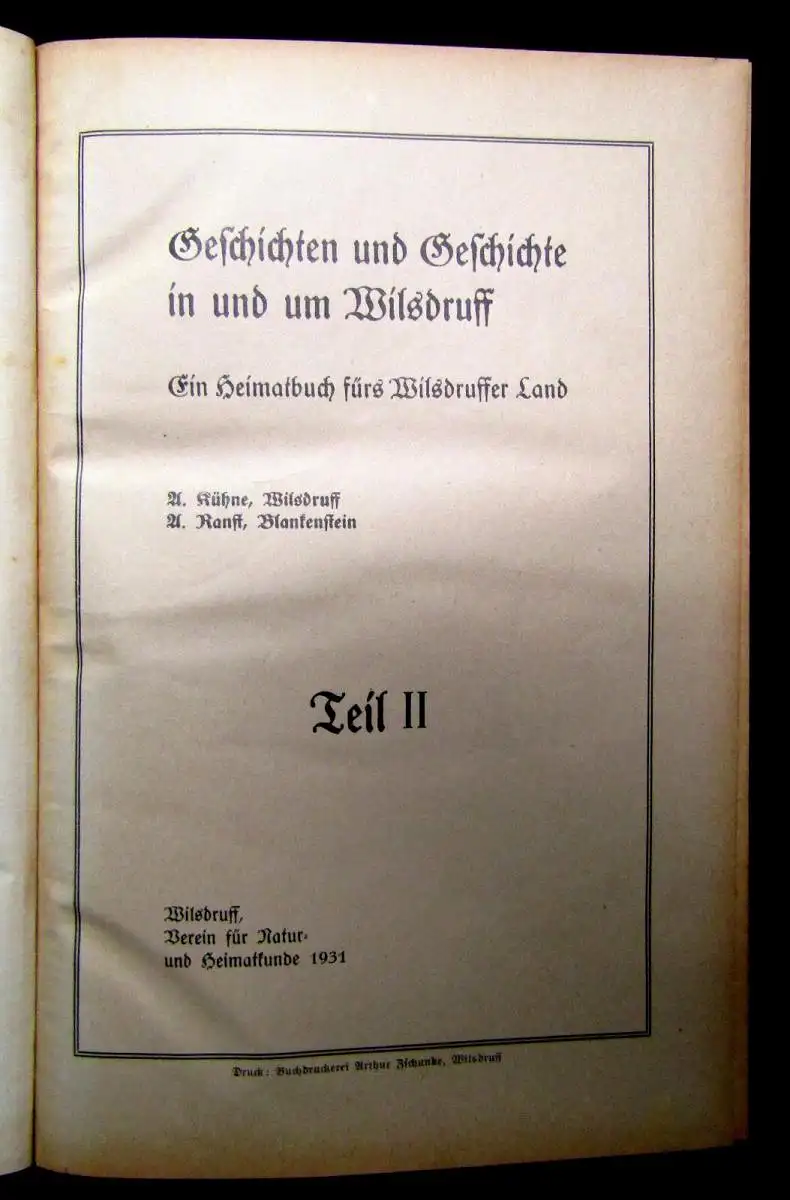 Geschichten und Geschichte
in und um Wilsdruff
Ein Heimatbuch fürs Wilsdruffer Land
A. Kühne, Wilsdruff
A. Ranft, Blankenstein
Teil II
Wilsdruff,
Verein für Natur-
und Heimatkunde 1931
Druck: Buchdruckerei Arthur Zschunke, Wilsdruff